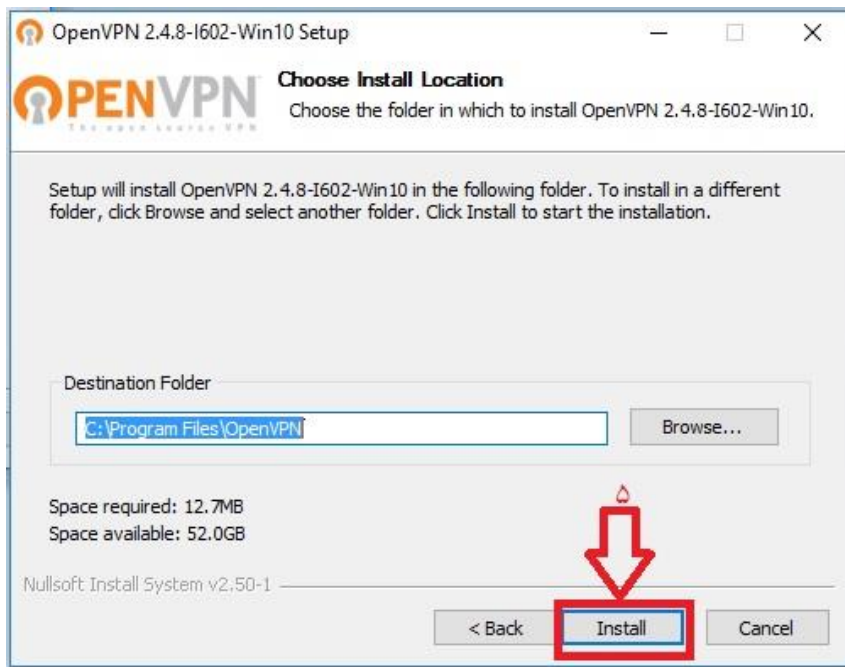 OpenVPN 2.4.8-I602-Win10 Setup
OPENVPN
The open source VPN
Choose Install Location
Choose the folder in which to install OpenVPN 2.4.8-I602-Win10.
Setup will install OpenVPN 2.4.8-I602-Win10 in the following folder. To install in a different
folder, click Browse and select another folder. Click Install to start the installation.
Destination Folder
C:\Program Files\OpenVPN
Browse...
Space required: 12.7MB
Space available: 52.0GB
۵
Nullsoft Install System v2.50-1
< Back
Install
Cancel